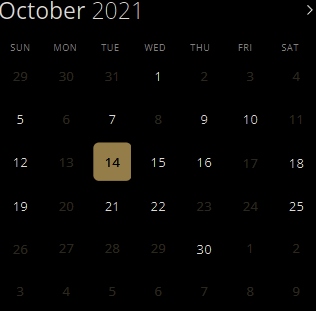 October 2021 >
SUN MON TUE WED THU FRI SAT
29 30 31 1 2 3 4
5 6 7 8 9 10 11
12 13 14 15 16 17 18
19 20 21 22 23 24 25
26 27 28 29 30 1 2
3 4 5 6 7 8 9